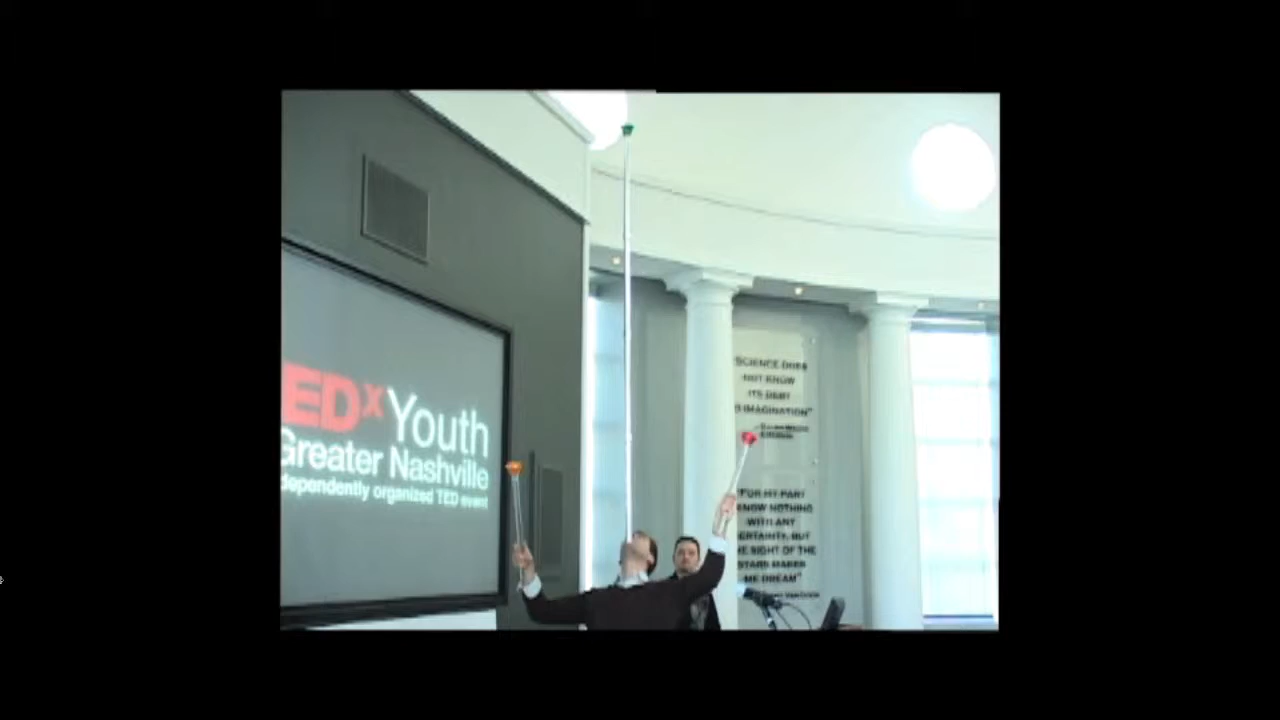 TEDx Youth
Greater Nashville
dependently organized TED event
"SCIENCE DOES
NOT KNOW
ITS DEBT
O IMAGINATION"
"FOR MY PART
KNOW NOTHING
WITH ANY
ERTAINTY, BUT
HE SIGHT OF THE
STARS MAKES
ME DREAM"